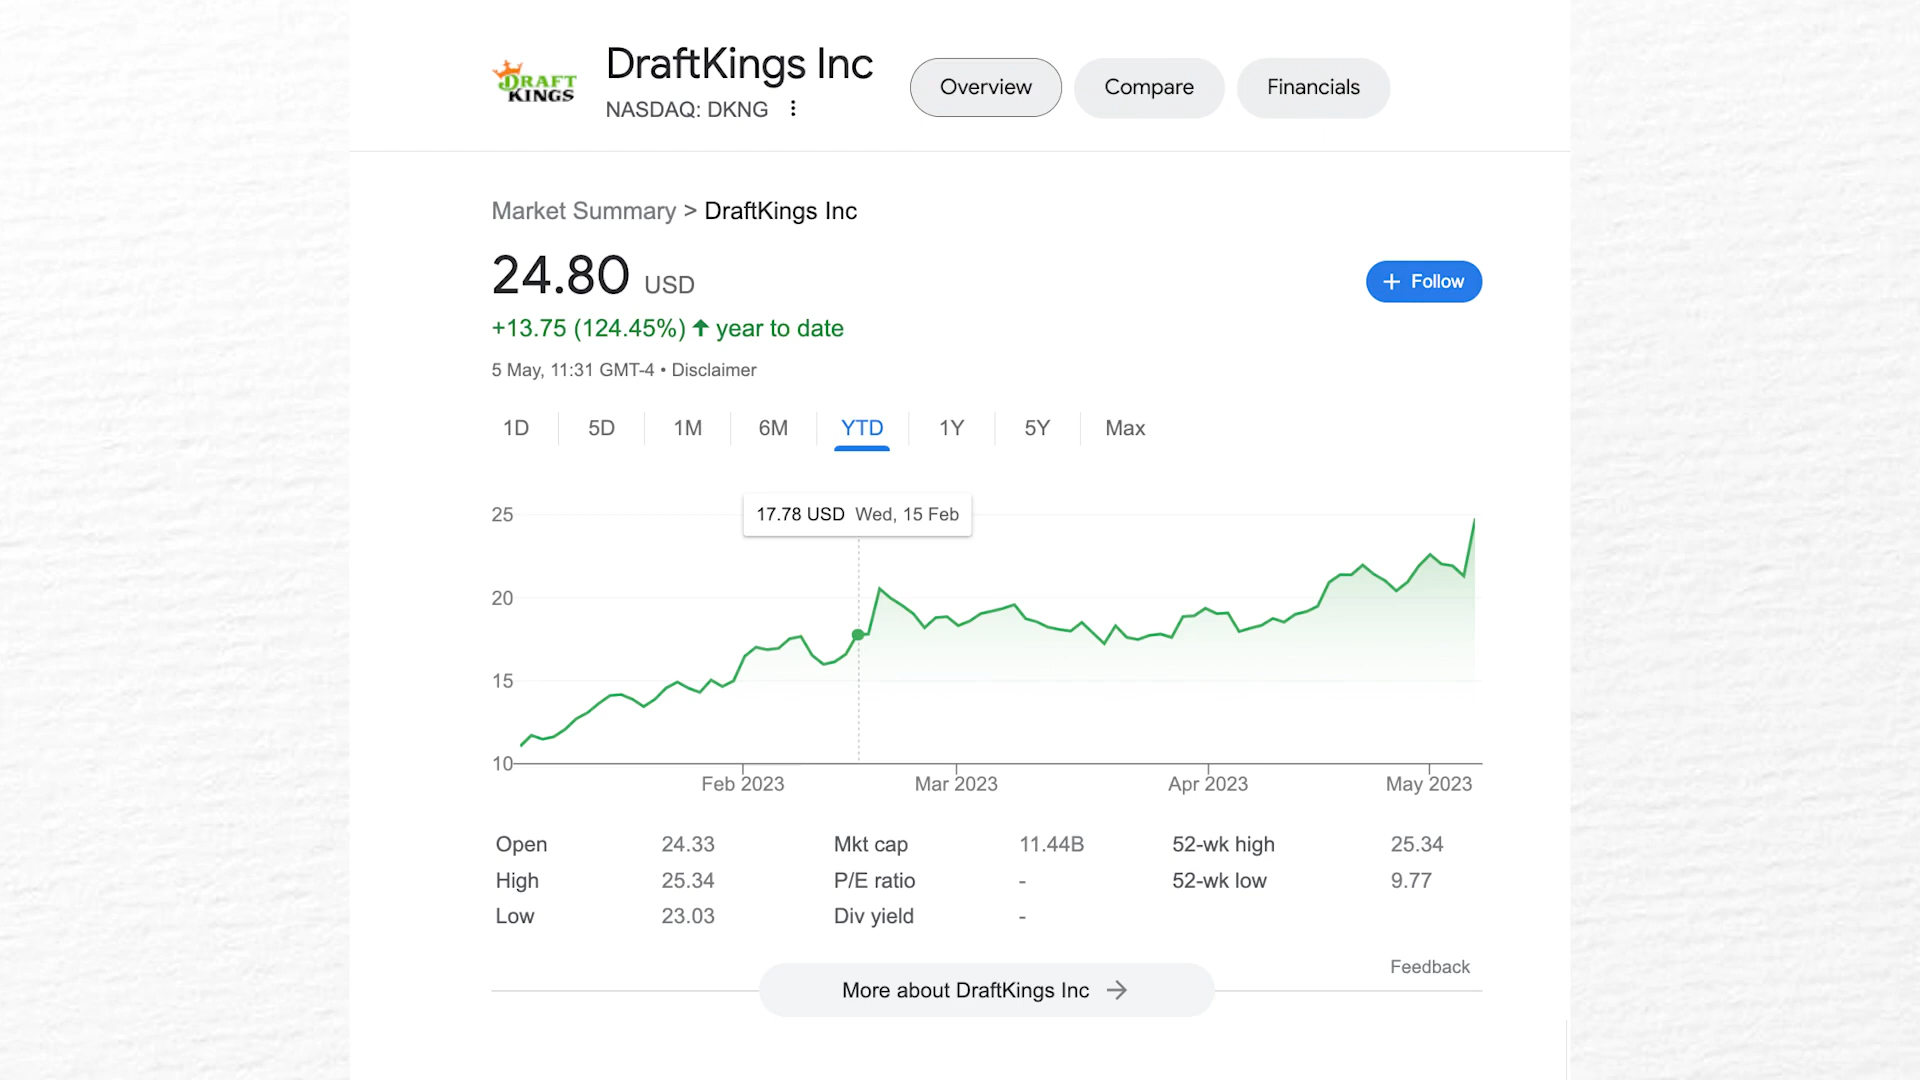 DRAFT
KINGS
DraftKings Inc
NASDAQ: DKNG
Overview
Compare
Financials
Market Summary > DraftKings Inc
24.80 USD
+ Follow
+13.75 (124.45%) ↑ year to date
5 May, 11:31 GMT-4 • Disclaimer
1D 5D 1M 6M YTD 1Y 5Y Max
17.78 USD Wed, 15 Feb
25
20
15
10
Feb 2023 Mar 2023 Apr 2023 May 2023
Open 24.33 Mkt cap 11.44B 52-wk high 25.34
High 25.34 P/E ratio - 52-wk low 9.77
Low 23.03 Div yield -
Feedback
More about DraftKings Inc →